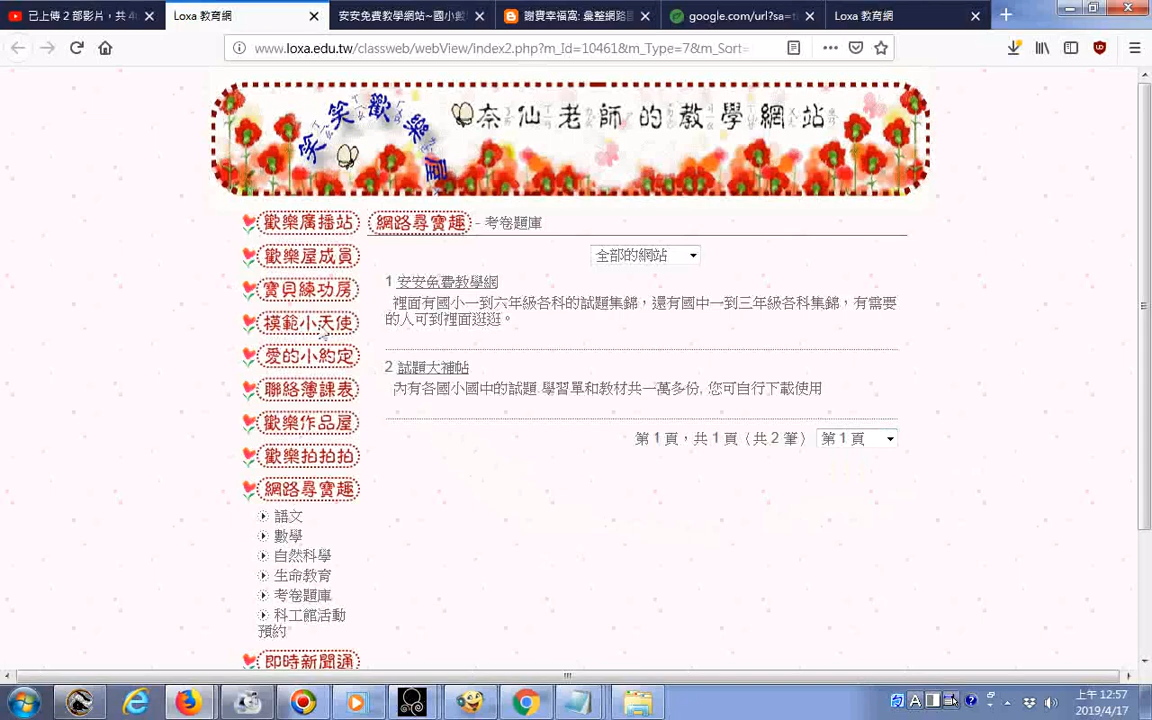 已上傳 2 部影片，共 4
Loxa 教育網
安安免費教學網站~國小
謝寶幸福窩: 彙整網路
google.com/url?sa=
Loxa 教育網
www.loxa.edu.tw/classweb/webView/index2.php?m_Id=10461&m_Type=7&m_Sort=
笑笑歡樂屋
奈仙老師的教學網站
歡樂廣播站
網路尋寶趣 - 考卷題庫
歡樂屋成員
全部的網站
寶貝練功房
1 安安免費教學網
裡面有國小一到六年級各科的試題集錦，還有國中一到三年級各科集錦，有需要
的人可到裡面逛逛。
模範小天使
愛的小約定
2 試題大補帖
內有各國小國中的試題.學習單和教材共一萬多份, 您可自行下載使用
聯絡簿課表
歡樂作品屋
第 1 頁，共 1 頁（共 2 筆） 第 1 頁
歡樂拍拍拍
網路尋寶趣
語文
數學
自然科學
生命教育
考卷題庫
科工館活動
預約
即時新聞通
上午 12:57
2019/4/17